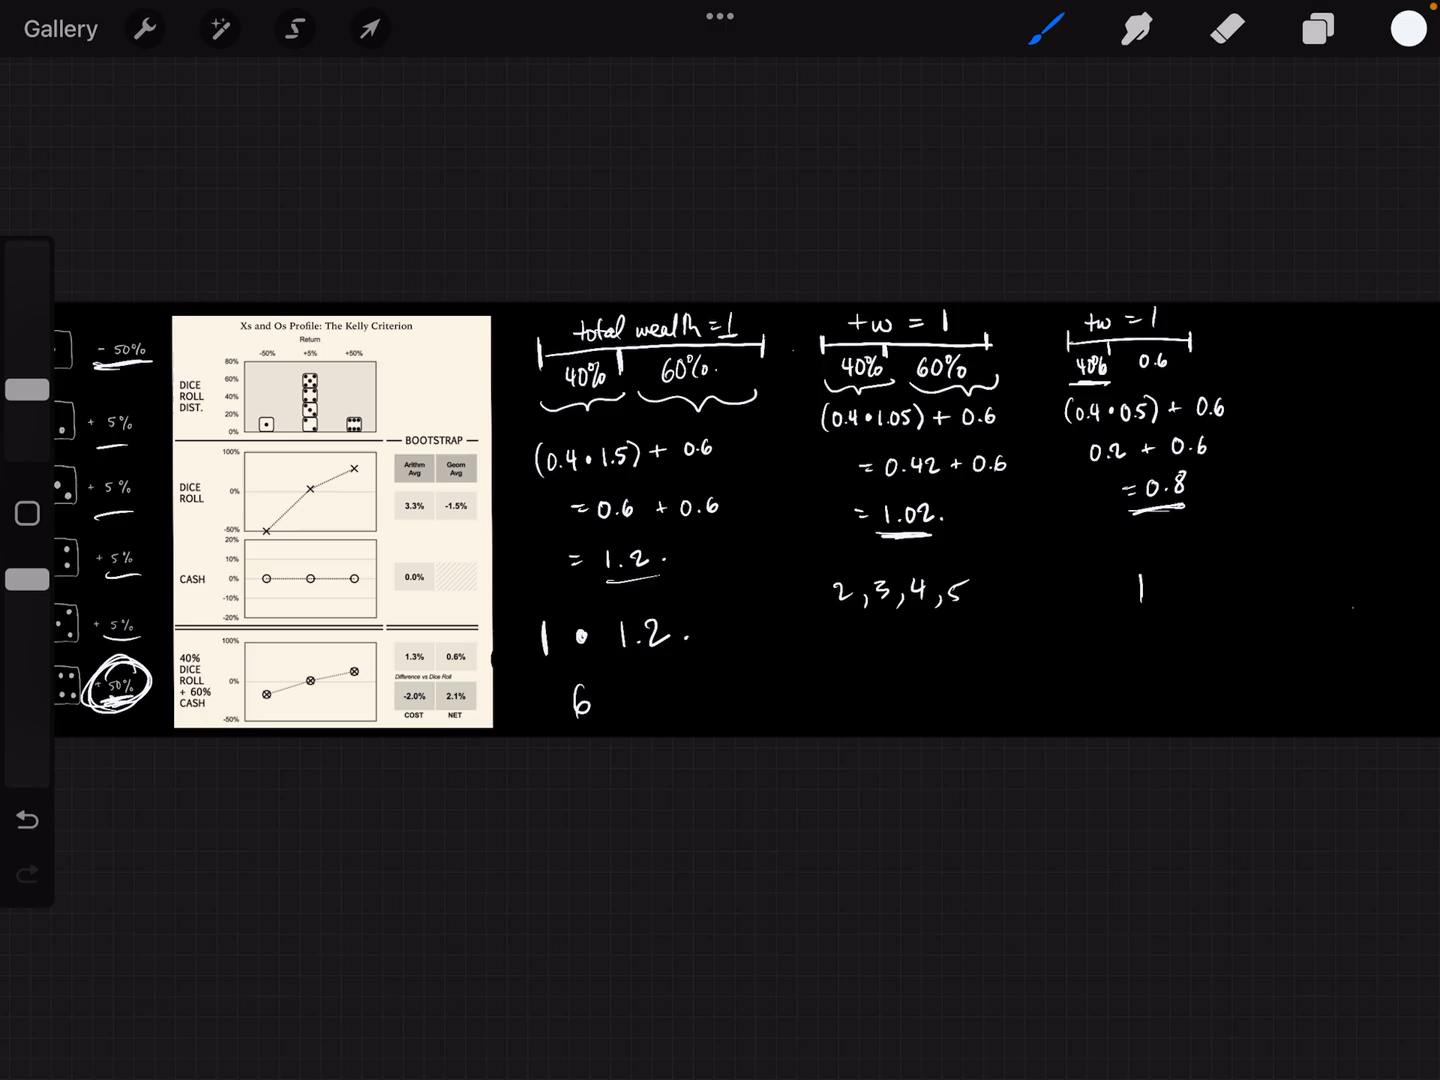 Gallery
- 50%
+ 5%
+ 5%
+ 5%
+ 5%
+ 50%
Xs and Os Profile: The Kelly Criterion
Return
-50% +5% +50%
DICE ROLL DIST.
80%
60%
40%
20%
0%
BOOTSTRAP
DICE ROLL
100%
0%
-50%
Arithm Avg Geom Avg
3.3% -1.5%
CASH
20%
10%
0%
-10%
-20%
0.0%
40% DICE ROLL + 60% CASH
100%
0%
-50%
1.3% 0.6%
Difference vs Dice Roll
-2.0% 2.1%
COST NET
total wealth = 1
40% 60%.
(0.4 • 1.5) + 0.6
= 0.6 + 0.6
= 1.2.
1 • 1.2.
6
tw = 1
40% 60%
(0.4 • 1.05) + 0.6
= 0.42 + 0.6
= 1.02.
2, 3, 4, 5
tw = 1
40% 0.6
(0.4 • 0.5) + 0.6
0.2 + 0.6
= 0.8
1